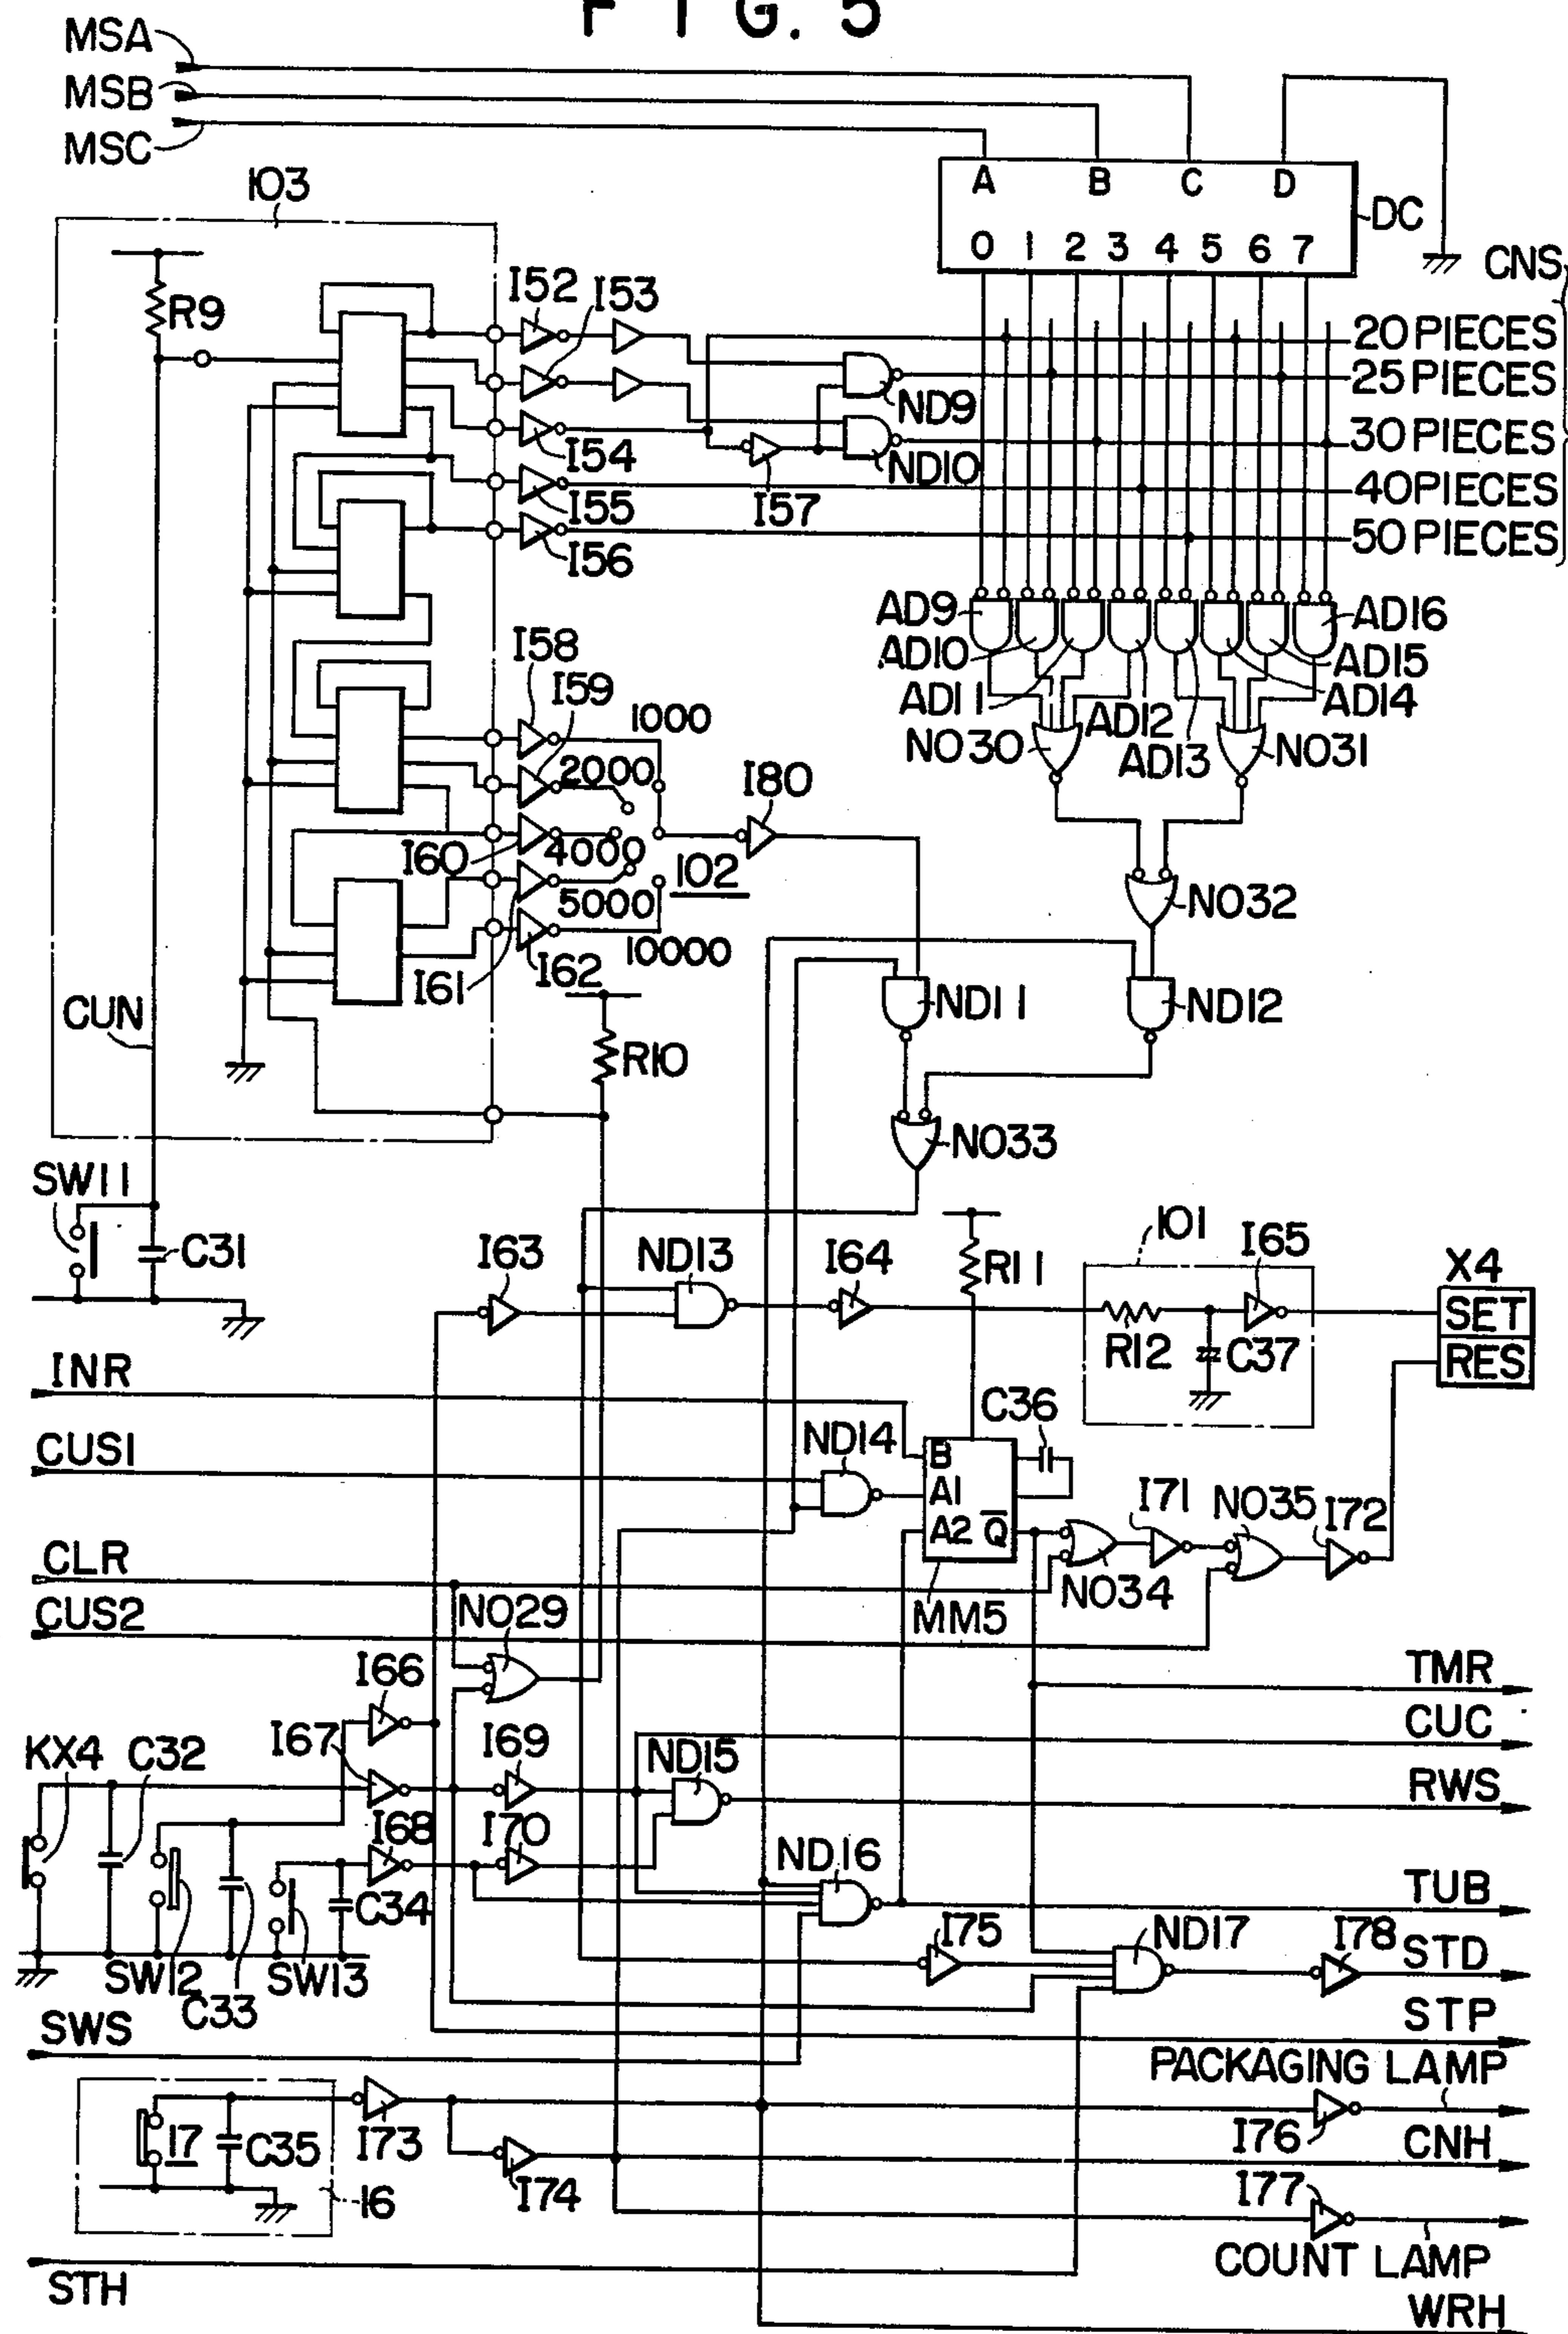 FIG. 5
MSA
MSB
MSC
103
A B C D
DC
0 1 2 3 4 5 6 7
CNS
R9
I52
I53
20 PIECES
25 PIECES
ND9
30 PIECES
I54
ND10
40 PIECES
I55
I57
50 PIECES
I56
AD9
AD16
AD10
AD15
AD11
AD14
AD12
AD13
I58
I59
1000
NO30
NO31
2000
I80
I60
4000
102
5000
NO32
10000
I61
I62
ND11
ND12
CUN
R10
NO33
SW11
C31
I63
ND13
I64
R11
101
I65
X4
SET
RES
R12
C37
INR
C36
CUS1
ND14
B
A1
A2 Q̅
I71
NO35
I72
CLR
NO34
MM5
CUS2
NO29
TMR
I66
CUC
KX4
C32
I67
I69
ND15
RWS
I68
I70
ND16
C34
TUB
I75
ND17
I78
STD
SW12
SW13
C33
STP
SWS
PACKAGING LAMP
17
C35
I73
I76
CNH
I74
16
I77
COUNT LAMP
STH
WRH